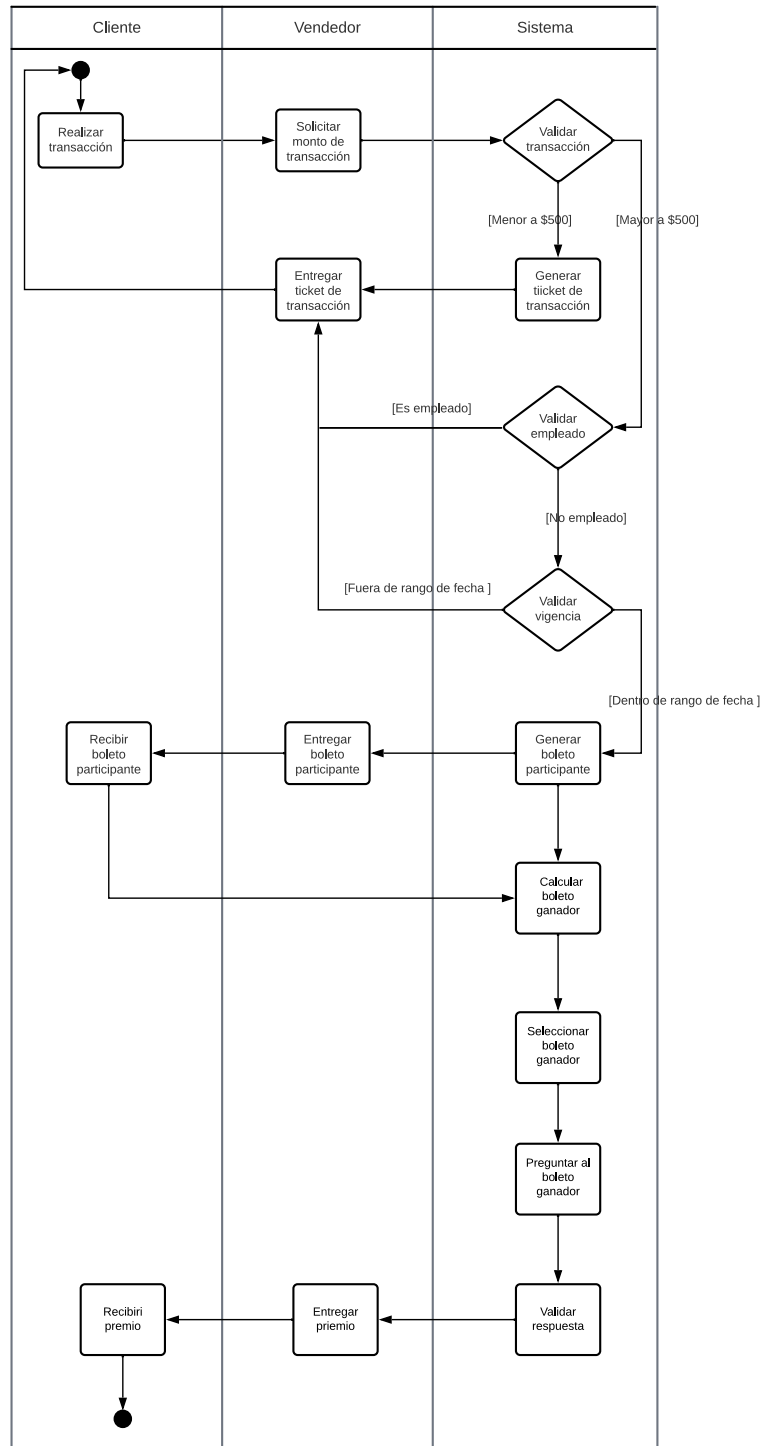 Cliente
Vendedor
Sistema
Realizar
transacción
Solicitar
monto de
transacción
Validar
transacción
[Menor a $500]
[Mayor a $500]
Entregar
ticket de
transacción
Generar
tiicket de
transacción
[Es empleado]
Validar
empleado
[No empleado]
[Fuera de rango de fecha ]
Validar
vigencia
[Dentro de rango de fecha ]
Recibir
boleto
participante
Entregar
boleto
participante
Generar
boleto
participante
Calcular
boleto
ganador
Seleccionar
boleto
ganador
Preguntar al
boleto
ganador
Recibiri
premio
Entregar
priemio
Validar
respuesta